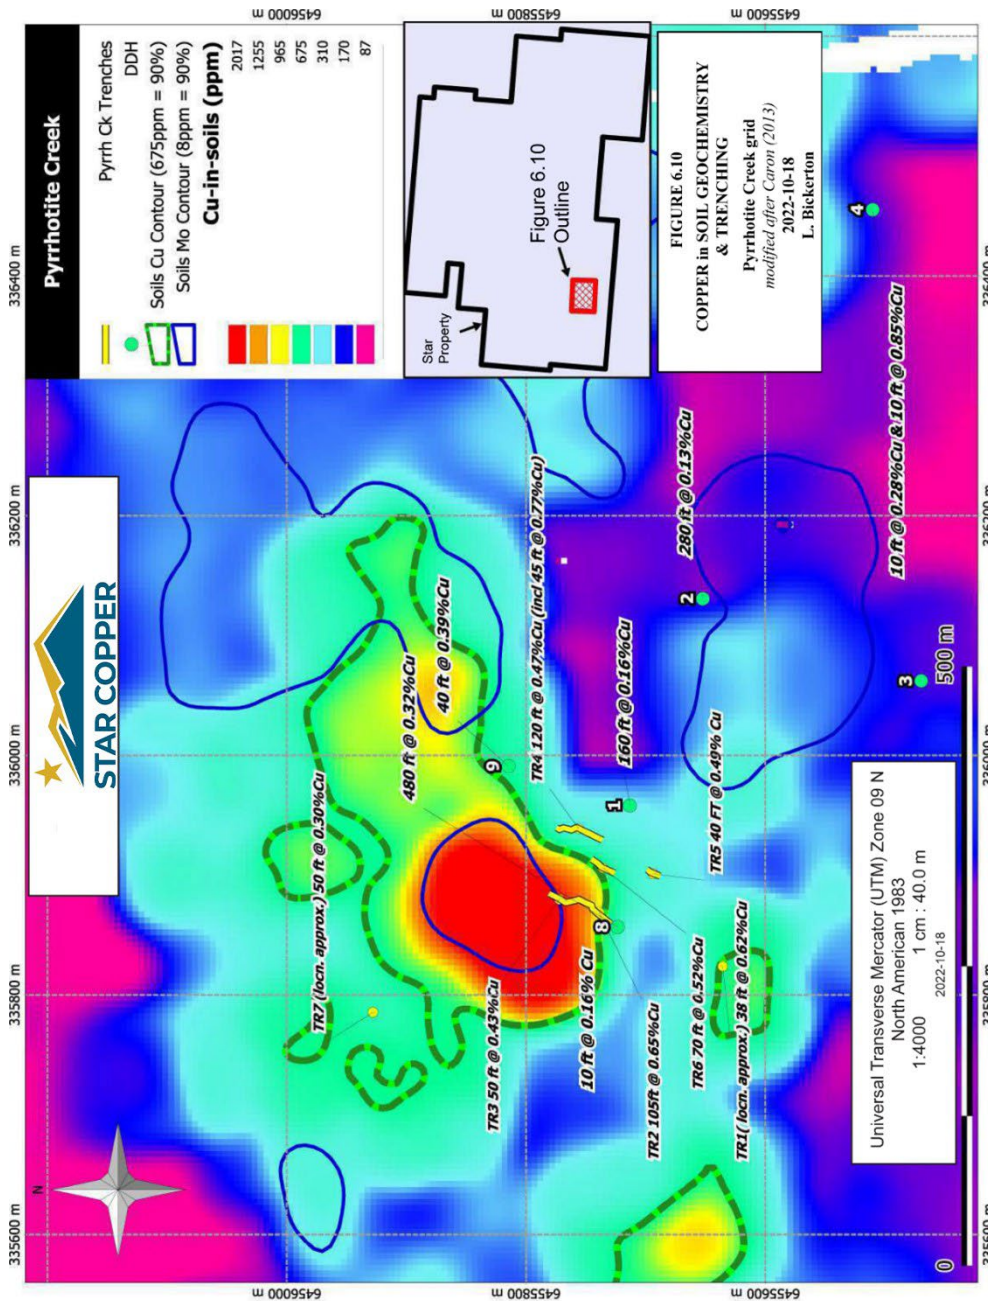 335600 m
335800 m
336000 m
336200 m
336400 m
6456000 m
6455800 m
6455600 m
N
STAR COPPER
Pyrrhotite Creek
Pyrrh Ck Trenches
DDH
Soils Cu Contour (675ppm = 90%)
Soils Mo Contour (8ppm = 90%)
Cu-in-soils (ppm)
2017
1255
965
675
310
170
87
TR7 (locn. approx.) 50 ft @ 0.30%Cu
480 ft @ 0.32%Cu
40 ft @ 0.39%Cu
9
TR3 50 ft @ 0.43%Cu
TR4 120 ft @ 0.47%Cu (incl 45 ft @ 0.77%Cu)
10 ft @ 0.16% Cu
8
1
160 ft @ 0.16%Cu
TR2 105ft @ 0.65%Cu
TR6 70 ft @ 0.52%Cu
TR5 40 FT @ 0.49% Cu
TR1( locn. approx.) 38 ft @ 0.62%Cu
2
280 ft @ 0.13%Cu
3
4
10 ft @ 0.28%Cu & 10 ft @ 0.85%Cu
Star
Property
Figure 6.10
Outline
FIGURE 6.10
COPPER in SOIL GEOCHEMISTRY
& TRENCHING
Pyrrhotite Creek grid
modified after Caron (2013)
2022-10-18
L. Bickerton
Universal Transverse Mercator (UTM) Zone 09 N
North American 1983
1:4000 1 cm : 40.0 m
2022-10-18
0
500 m
335600 m
335800 m
336000 m
336200 m
336400 m
6456000 m
6455800 m
6455600 m